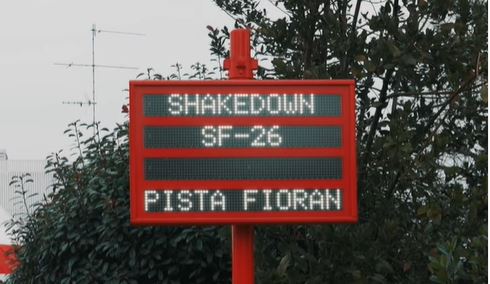 SHAKEDOWN
SF-26
PISTA FIORAN